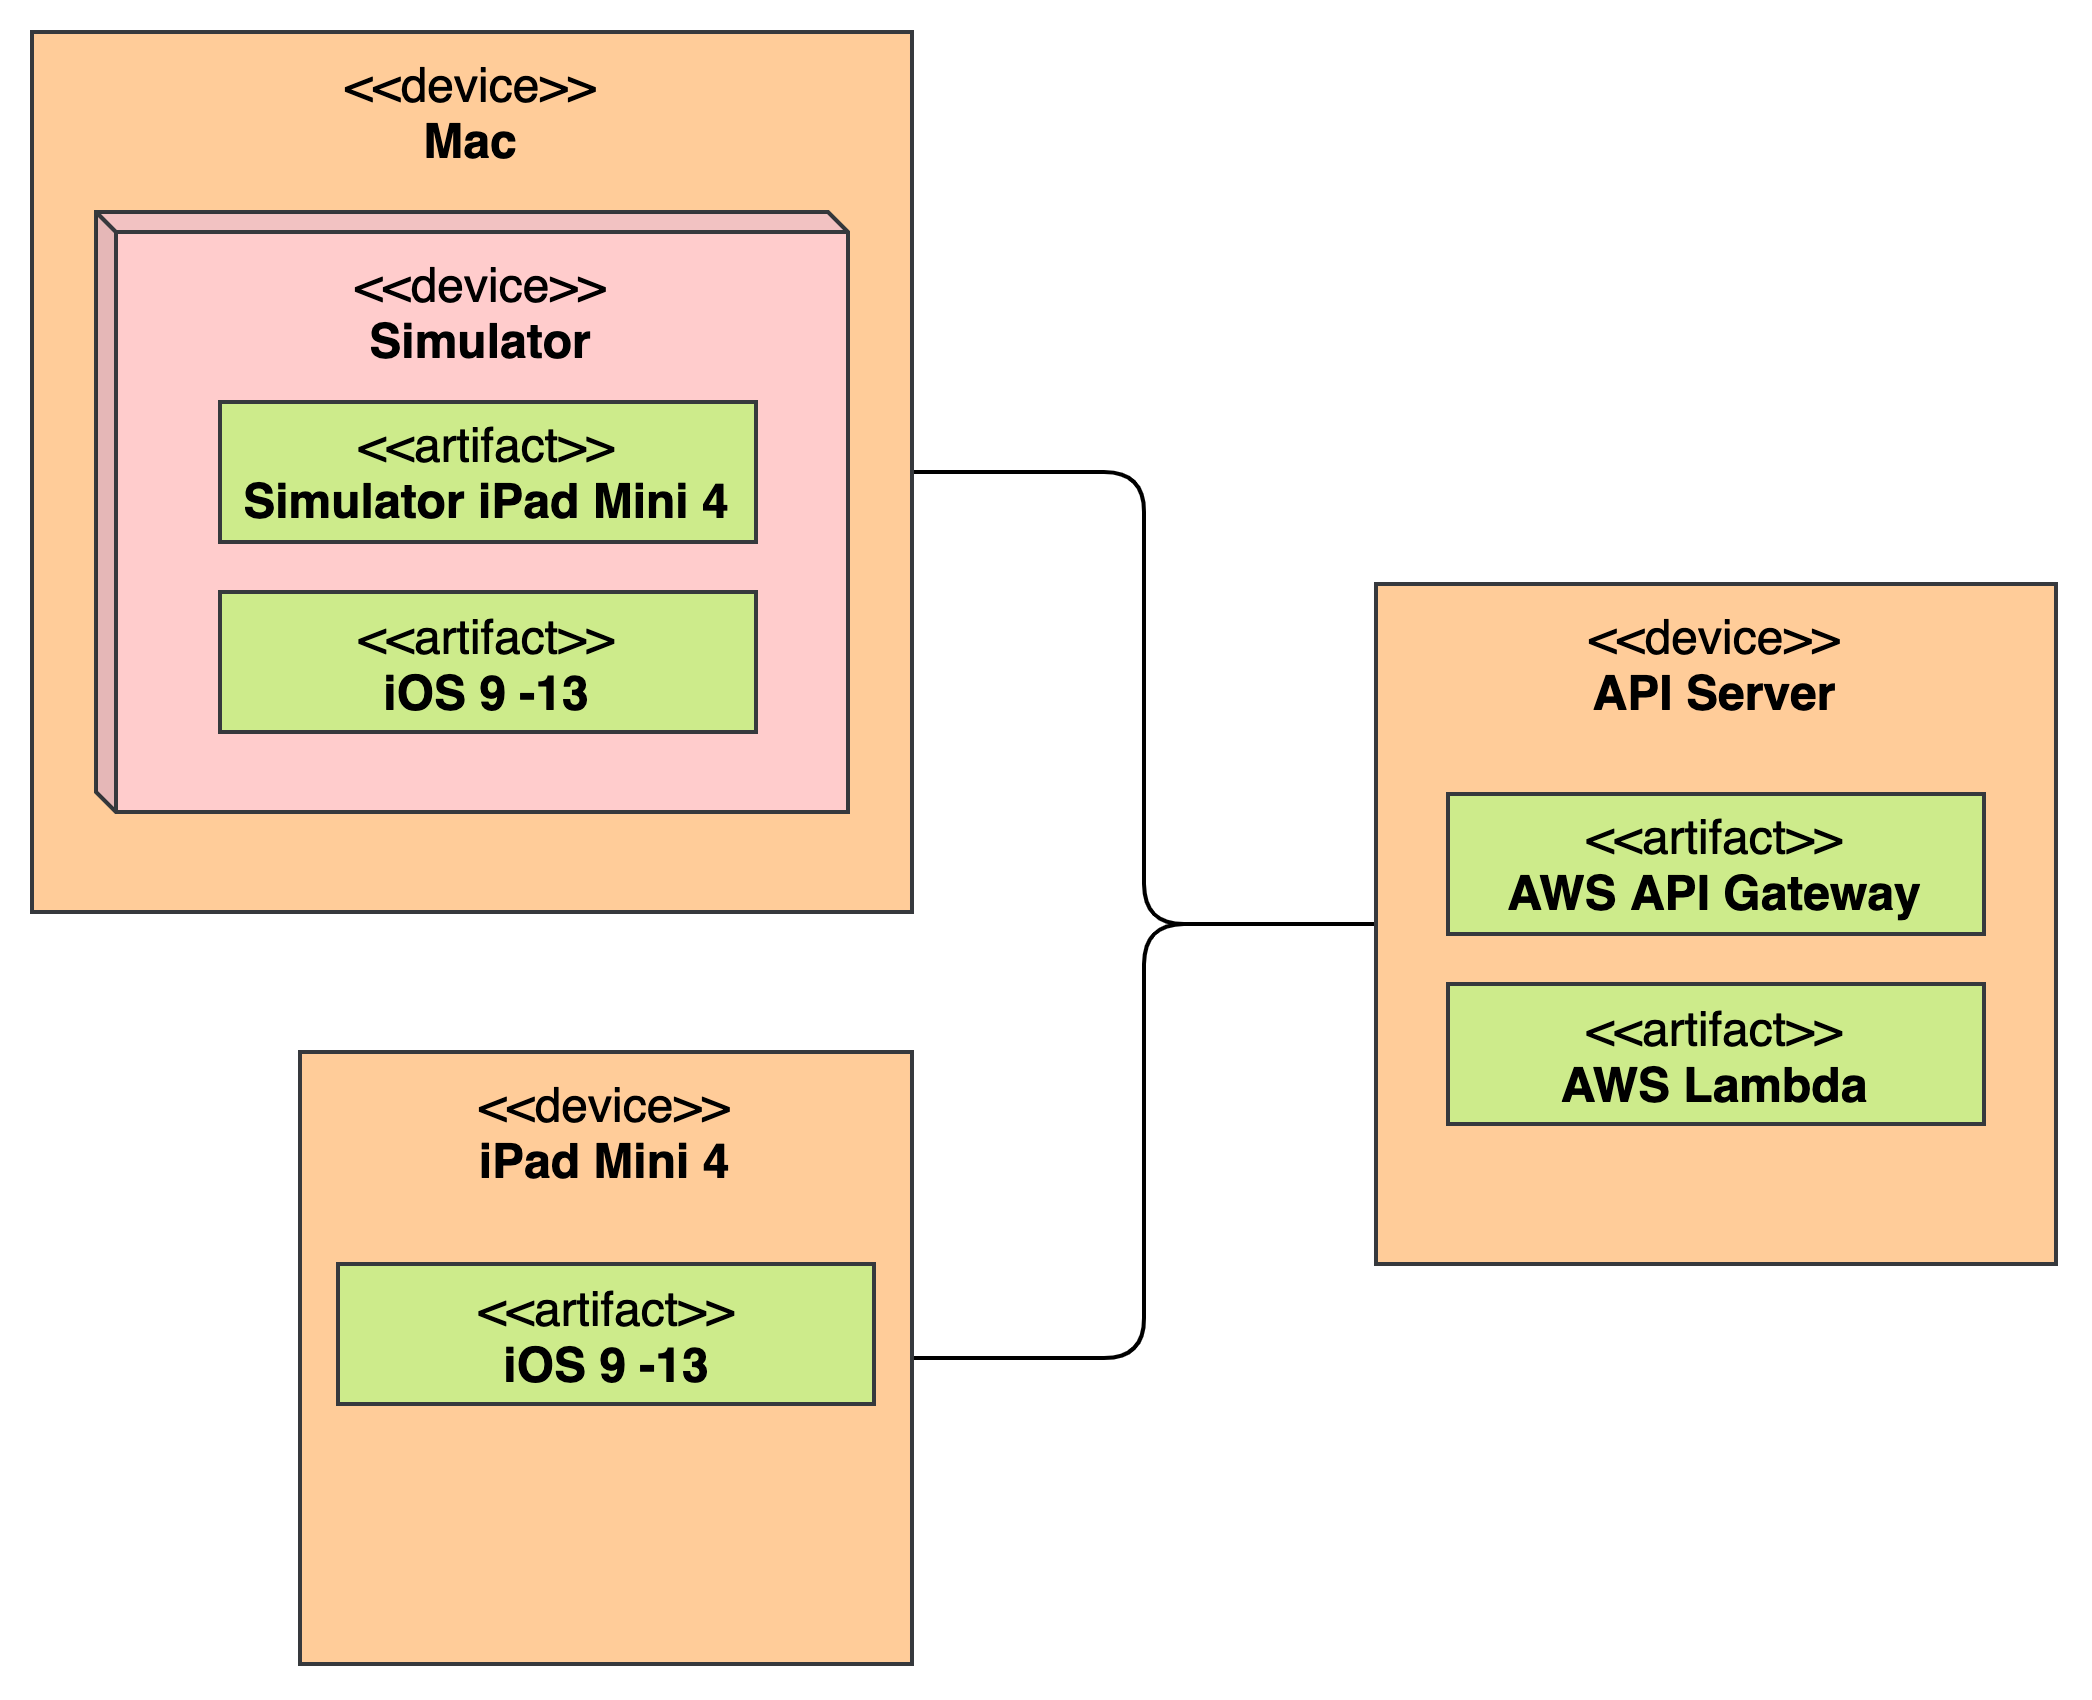 <<device>>
Mac
<<device>>
Simulator
<<artifact>>
Simulator iPad Mini 4
<<artifact>>
iOS 9 -13
<<device>>
API Server
<<artifact>>
AWS API Gateway
<<artifact>>
AWS Lambda
<<device>>
iPad Mini 4
<<artifact>>
iOS 9 -13